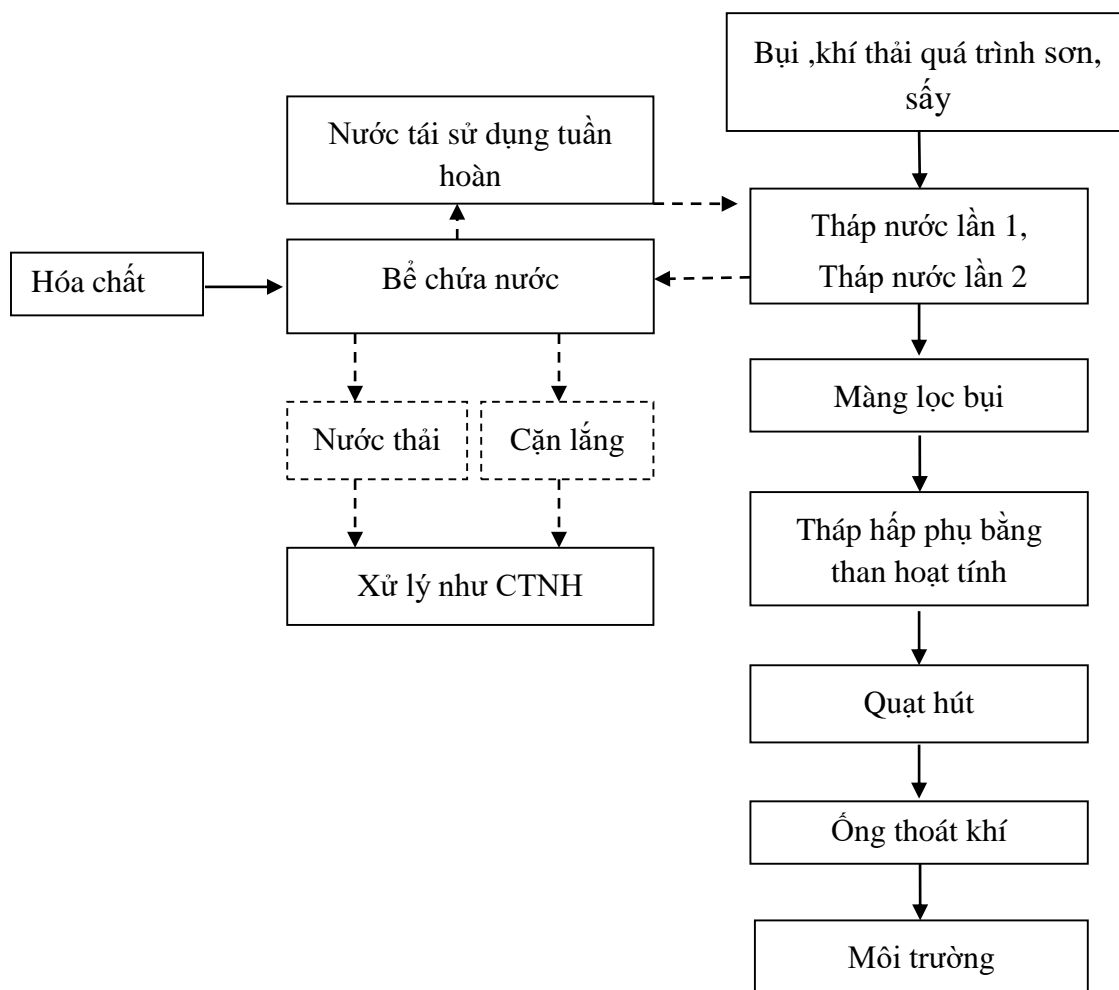 Bụi ,khí thải quá trình sơn,
sấy
Nước tái sử dụng tuần
hoàn
Tháp nước lần 1,
Tháp nước lần 2
Hóa chất
Bể chứa nước
Màng lọc bụi
Nước thải
Cặn lắng
Tháp hấp phụ bằng
than hoạt tính
Xử lý như CTNH
Quạt hút
Ống thoát khí
Môi trường